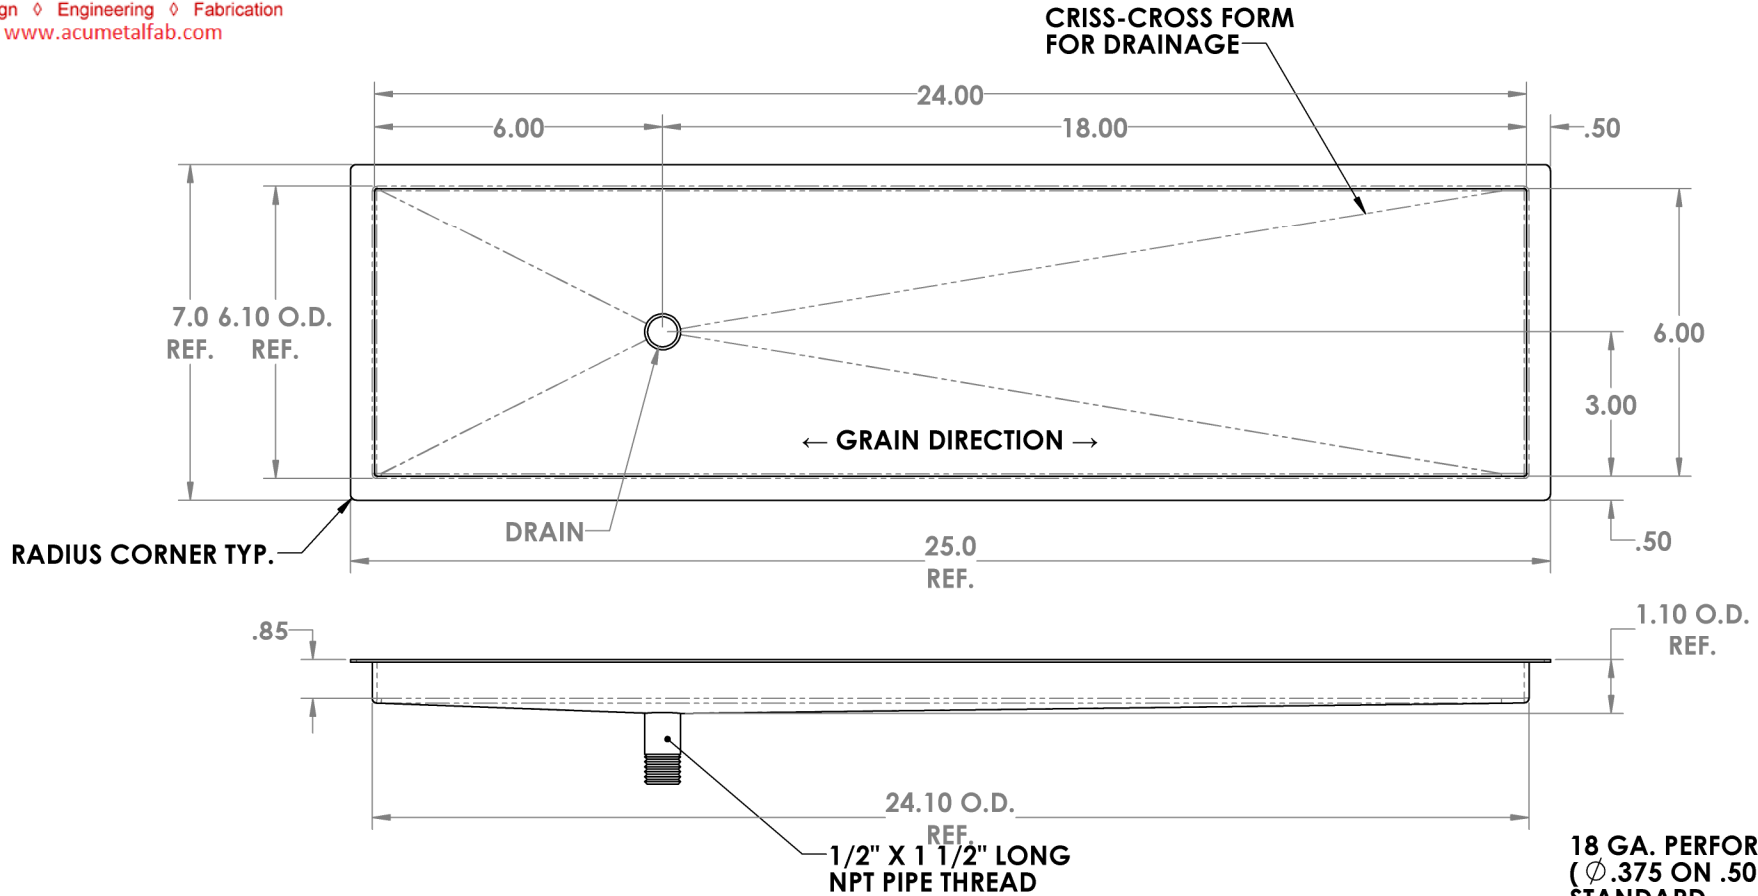 Engineering ◊ Fabrication
www.acumetalfab.com
CRISS-CROSS FORM
FOR DRAINAGE
24.00
6.00
18.00
.50
7.0
REF.
6.10 O.D.
REF.
6.00
3.00
← GRAIN DIRECTION →
DRAIN
RADIUS CORNER TYP.
25.0
REF.
.50
.85
1.10 O.D.
REF.
24.10 O.D.
REF.
1/2" X 1 1/2" LONG
NPT PIPE THREAD
18 GA. PERFOR
( ∅.375 ON .50
STANDARD